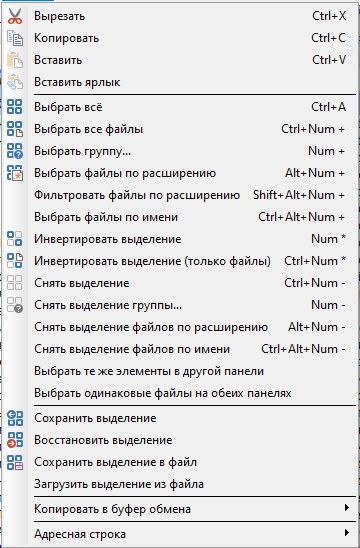 Вырезать Ctrl+X
Копировать Ctrl+C
Вставить Ctrl+V
Вставить ярлык
Выбрать всё Ctrl+A
Выбрать все файлы Ctrl+Num +
Выбрать группу... Num +
Выбрать файлы по расширению Alt+Num +
Фильтровать файлы по расширению Shift+Alt+Num +
Выбрать файлы по имени Ctrl+Alt+Num +
Инвертировать выделение Num *
Инвертировать выделение (только файлы) Ctrl+Num *
Снять выделение Ctrl+Num -
Снять выделение группы... Num -
Снять выделение файлов по расширению Alt+Num -
Снять выделение файлов по имени Ctrl+Alt+Num -
Выбрать те же элементы в другой панели
Выбрать одинаковые файлы на обеих панелях
Сохранить выделение
Восстановить выделение
Сохранить выделение в файл
Загрузить выделение из файла
Копировать в буфер обмена
Адресная строка